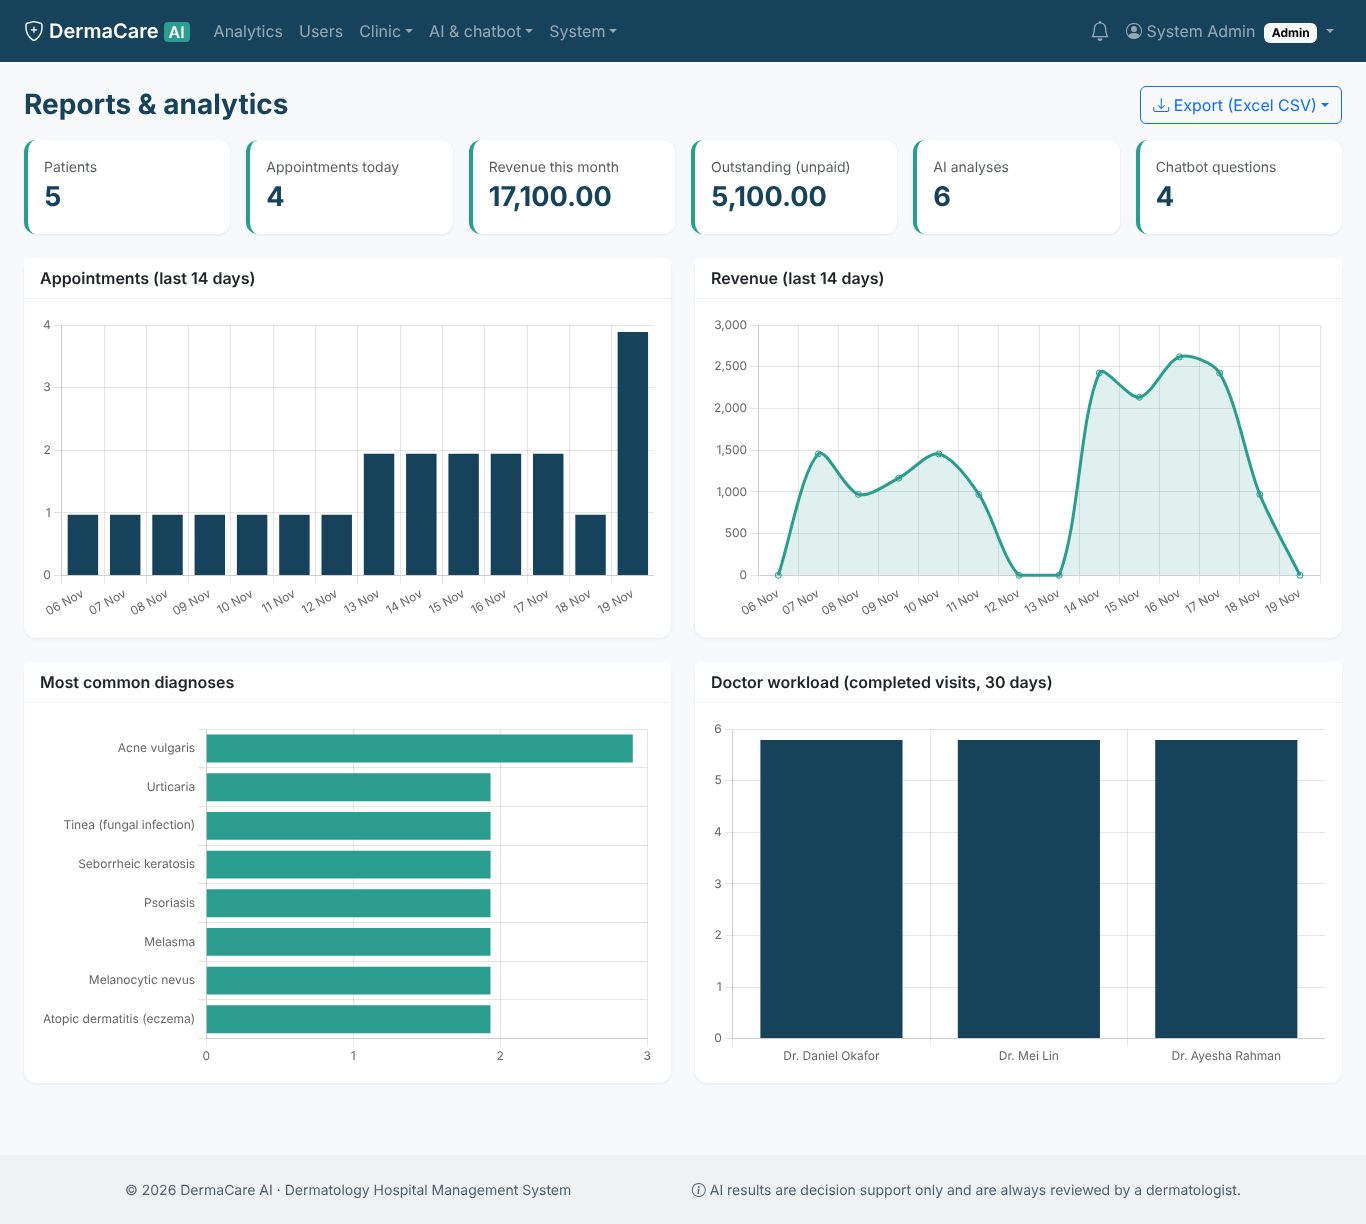 DermaCare AI Analytics Users Clinic AI & chatbot System System Admin Admin
Reports & analytics
Export (Excel CSV)
Patients
5
Appointments today
4
Revenue this month
17,100.00
Outstanding (unpaid)
5,100.00
AI analyses
6
Chatbot questions
4
Appointments (last 14 days)
4
3
2
1
0
06 Nov 07 Nov 08 Nov 09 Nov 10 Nov 11 Nov 12 Nov 13 Nov 14 Nov 15 Nov 16 Nov 17 Nov 18 Nov 19 Nov
Revenue (last 14 days)
3,000
2,500
2,000
1,500
1,000
500
0
06 Nov 07 Nov 08 Nov 09 Nov 10 Nov 11 Nov 12 Nov 13 Nov 14 Nov 15 Nov 16 Nov 17 Nov 18 Nov 19 Nov
Most common diagnoses
Acne vulgaris
Urticaria
Tinea (fungal infection)
Seborrheic keratosis
Psoriasis
Melasma
Melanocytic nevus
Atopic dermatitis (eczema)
0 1 2 3
Doctor workload (completed visits, 30 days)
6
5
4
3
2
1
0
Dr. Daniel Okafor Dr. Mei Lin Dr. Ayesha Rahman
© 2026 DermaCare AI · Dermatology Hospital Management System
AI results are decision support only and are always reviewed by a dermatologist.